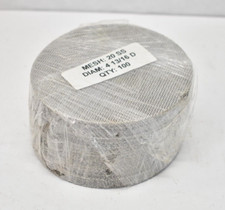 MESH: 20 SS
DIAM: 4 13/16 D
QTY: 100